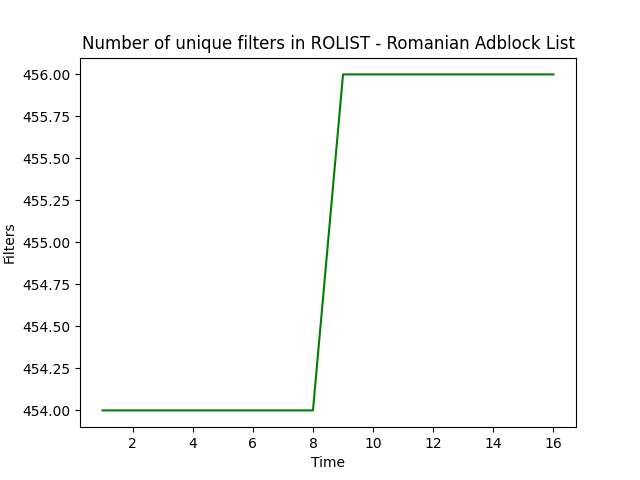 Number of unique filters in ROLIST - Romanian Adblock List
456.00
455.75
455.50
455.25
455.00
454.75
454.50
454.25
454.00
Filters
2 4 6 8 10 12 14 16
Time